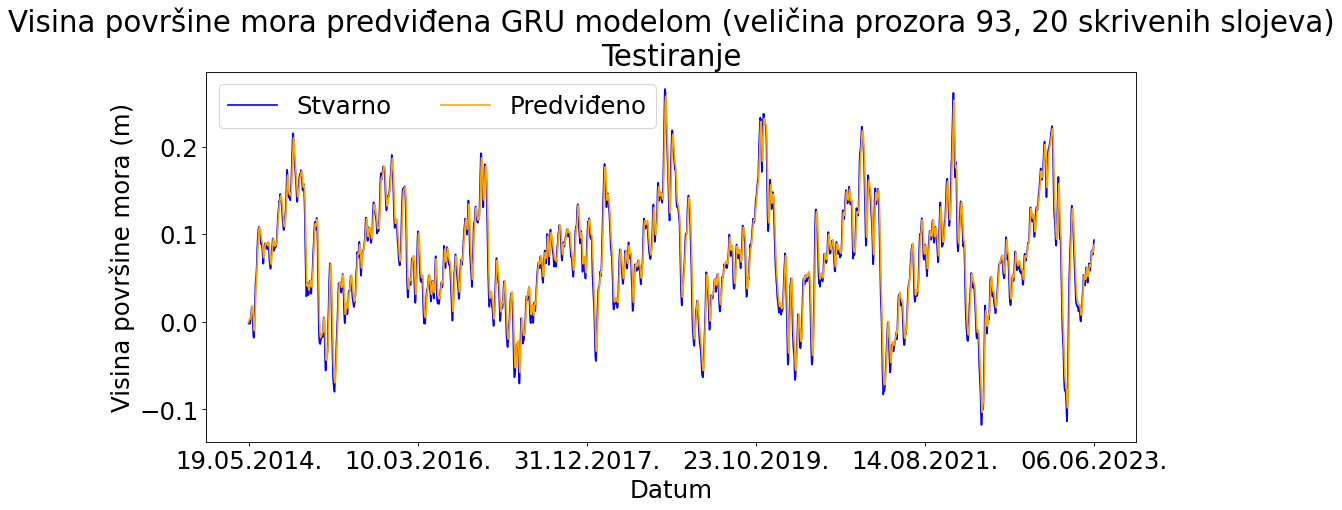 Visina površine mora predviđena GRU modelom (veličina prozora 93, 20 skrivenih slojeva)
Testiranje
Stvarno
Predviđeno
Visina površine mora (m)
0.2
0.1
0.0
−0.1
19.05.2014. 10.03.2016. 31.12.2017. 23.10.2019. 14.08.2021. 06.06.2023.
Datum